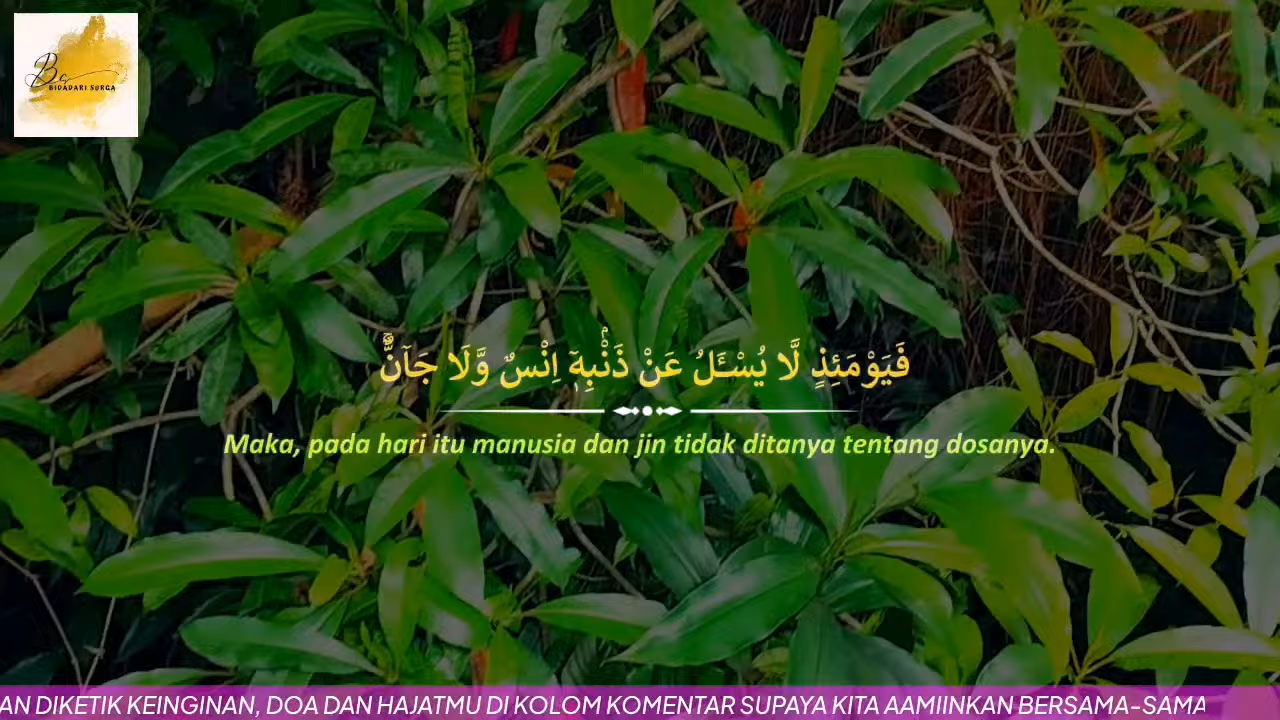 Bs
BIDADARI SURGA
فَيَوْمَئِذٍ لَّا يُسْـَٔلُ عَنْ ذَنْۢبِهٖٓ اِنْسٌ وَّلَا جَاۤنٌّۚ
Maka, pada hari itu manusia dan jin tidak ditanya tentang dosanya.
AN DIKETIK KEINGINAN, DOA DAN HAJATMU DI KOLOM KOMENTAR SUPAYA KITA AAMIINKAN BERSAMA-SAMA